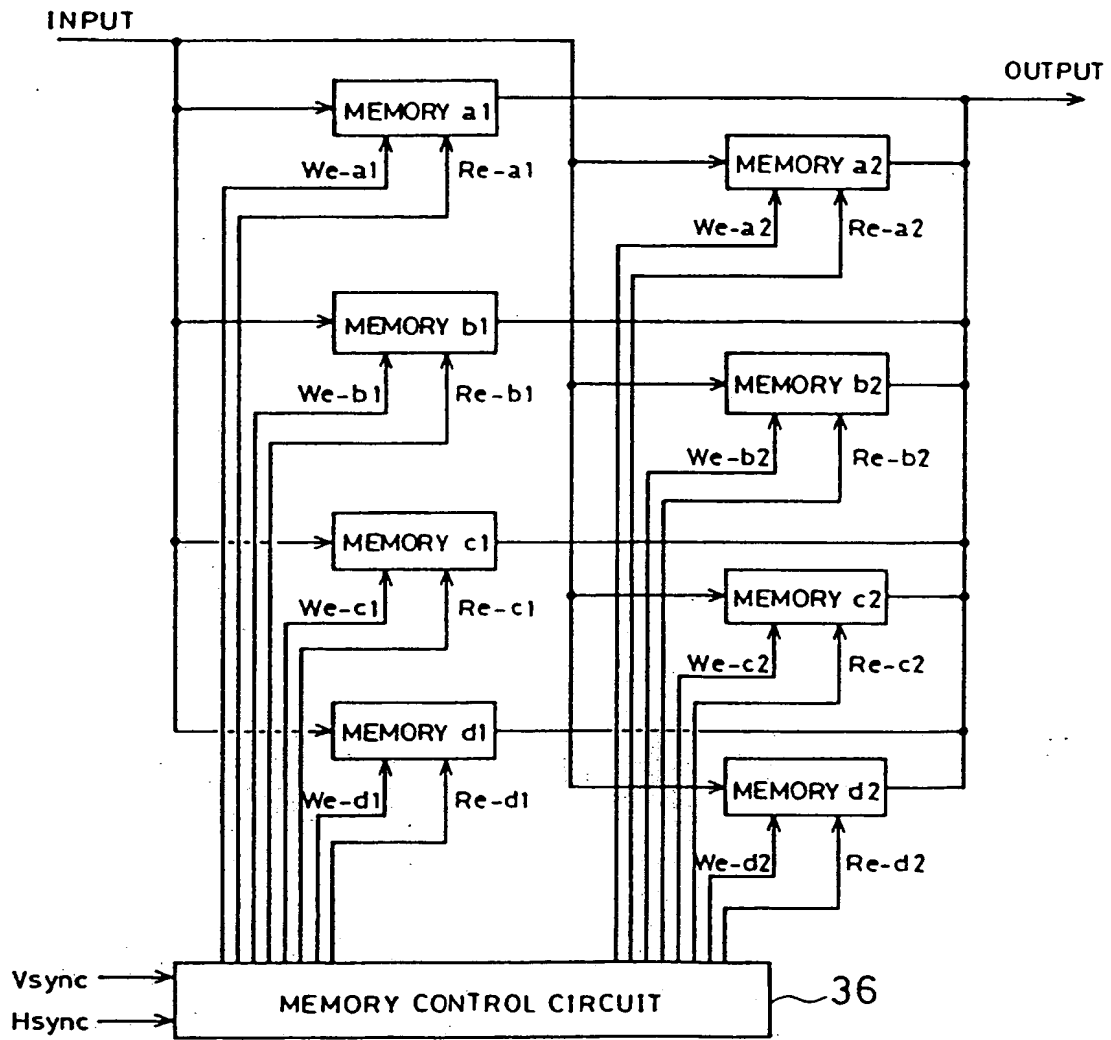 INPUT
OUTPUT
MEMORY a1
We-a1
Re-a1
MEMORY a2
We-a2
Re-a2
MEMORY b1
We-b1
Re-b1
MEMORY b2
We-b2
Re-b2
MEMORY c1
We-c1
Re-c1
MEMORY c2
We-c2
Re-c2
MEMORY d1
We-d1
Re-d1
MEMORY d2
We-d2
Re-d2
Vsync
Hsync
MEMORY CONTROL CIRCUIT
36